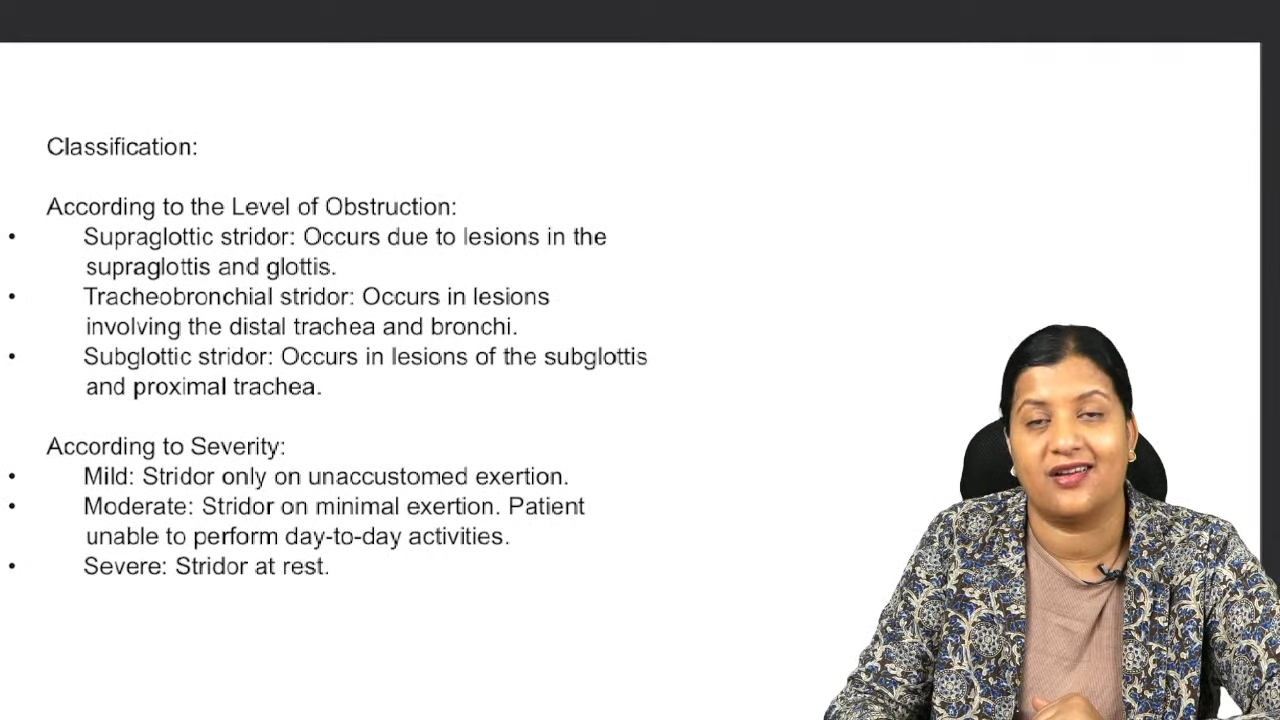 Classification:
According to the Level of Obstruction:
• Supraglottic stridor: Occurs due to lesions in the
supraglottis and glottis.
• Tracheobronchial stridor: Occurs in lesions
involving the distal trachea and bronchi.
• Subglottic stridor: Occurs in lesions of the subglottis
and proximal trachea.
According to Severity:
• Mild: Stridor only on unaccustomed exertion.
• Moderate: Stridor on minimal exertion. Patient
unable to perform day-to-day activities.
• Severe: Stridor at rest.